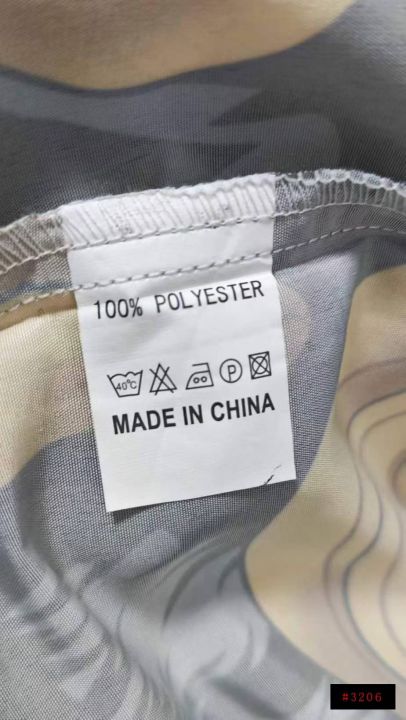 100% POLYESTER
40°C P
MADE IN CHINA
#3206